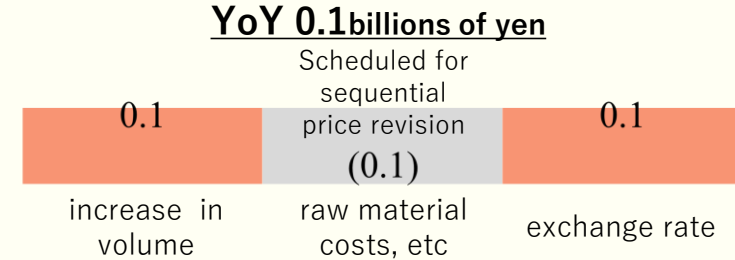 YoY 0.1billions of yen
Scheduled for
sequential
price revision
0.1
(0.1)
0.1
increase in
volume
raw material
costs, etc
exchange rate